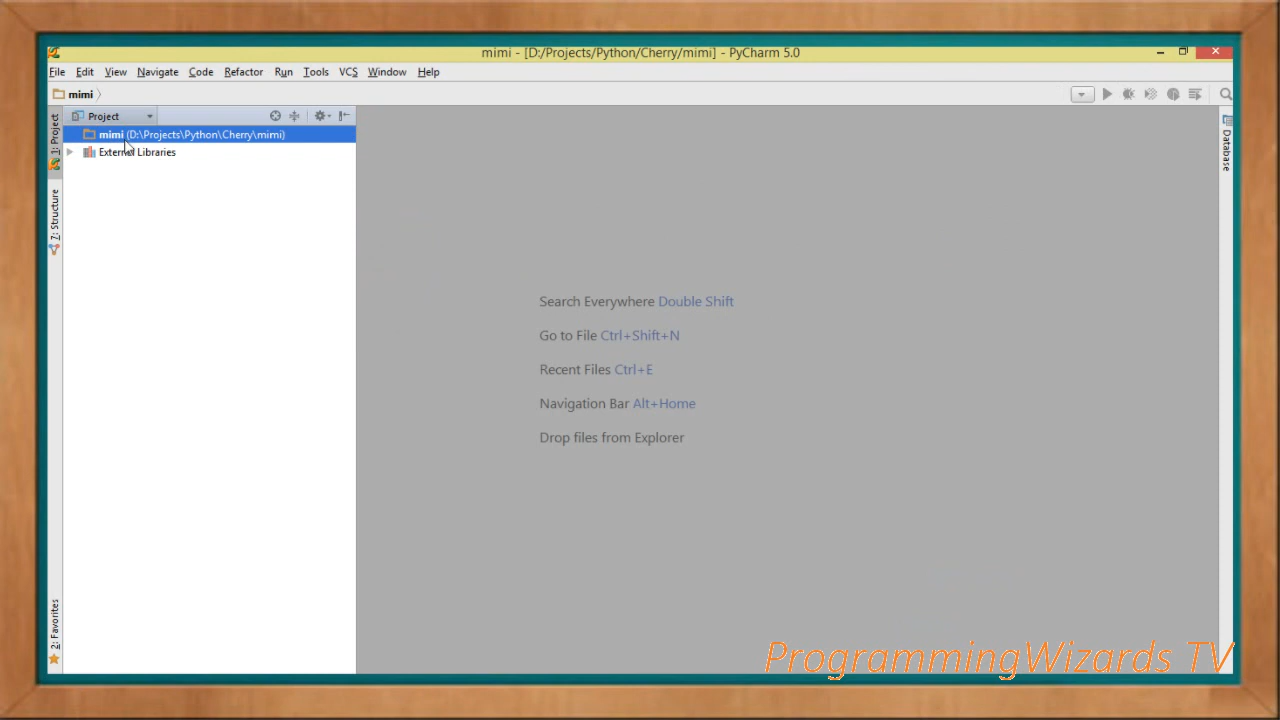 mimi - [D:/Projects/Python/Cherry/mimi] - PyCharm 5.0
File Edit View Navigate Code Refactor Run Tools VCS Window Help
mimi
Project
mimi (D:\Projects\Python\Cherry\mimi)
External Libraries
1: Project
7: Structure
2: Favorites
Database
Search Everywhere Double Shift
Go to File Ctrl+Shift+N
Recent Files Ctrl+E
Navigation Bar Alt+Home
Drop files from Explorer
ProgrammingWizards TV